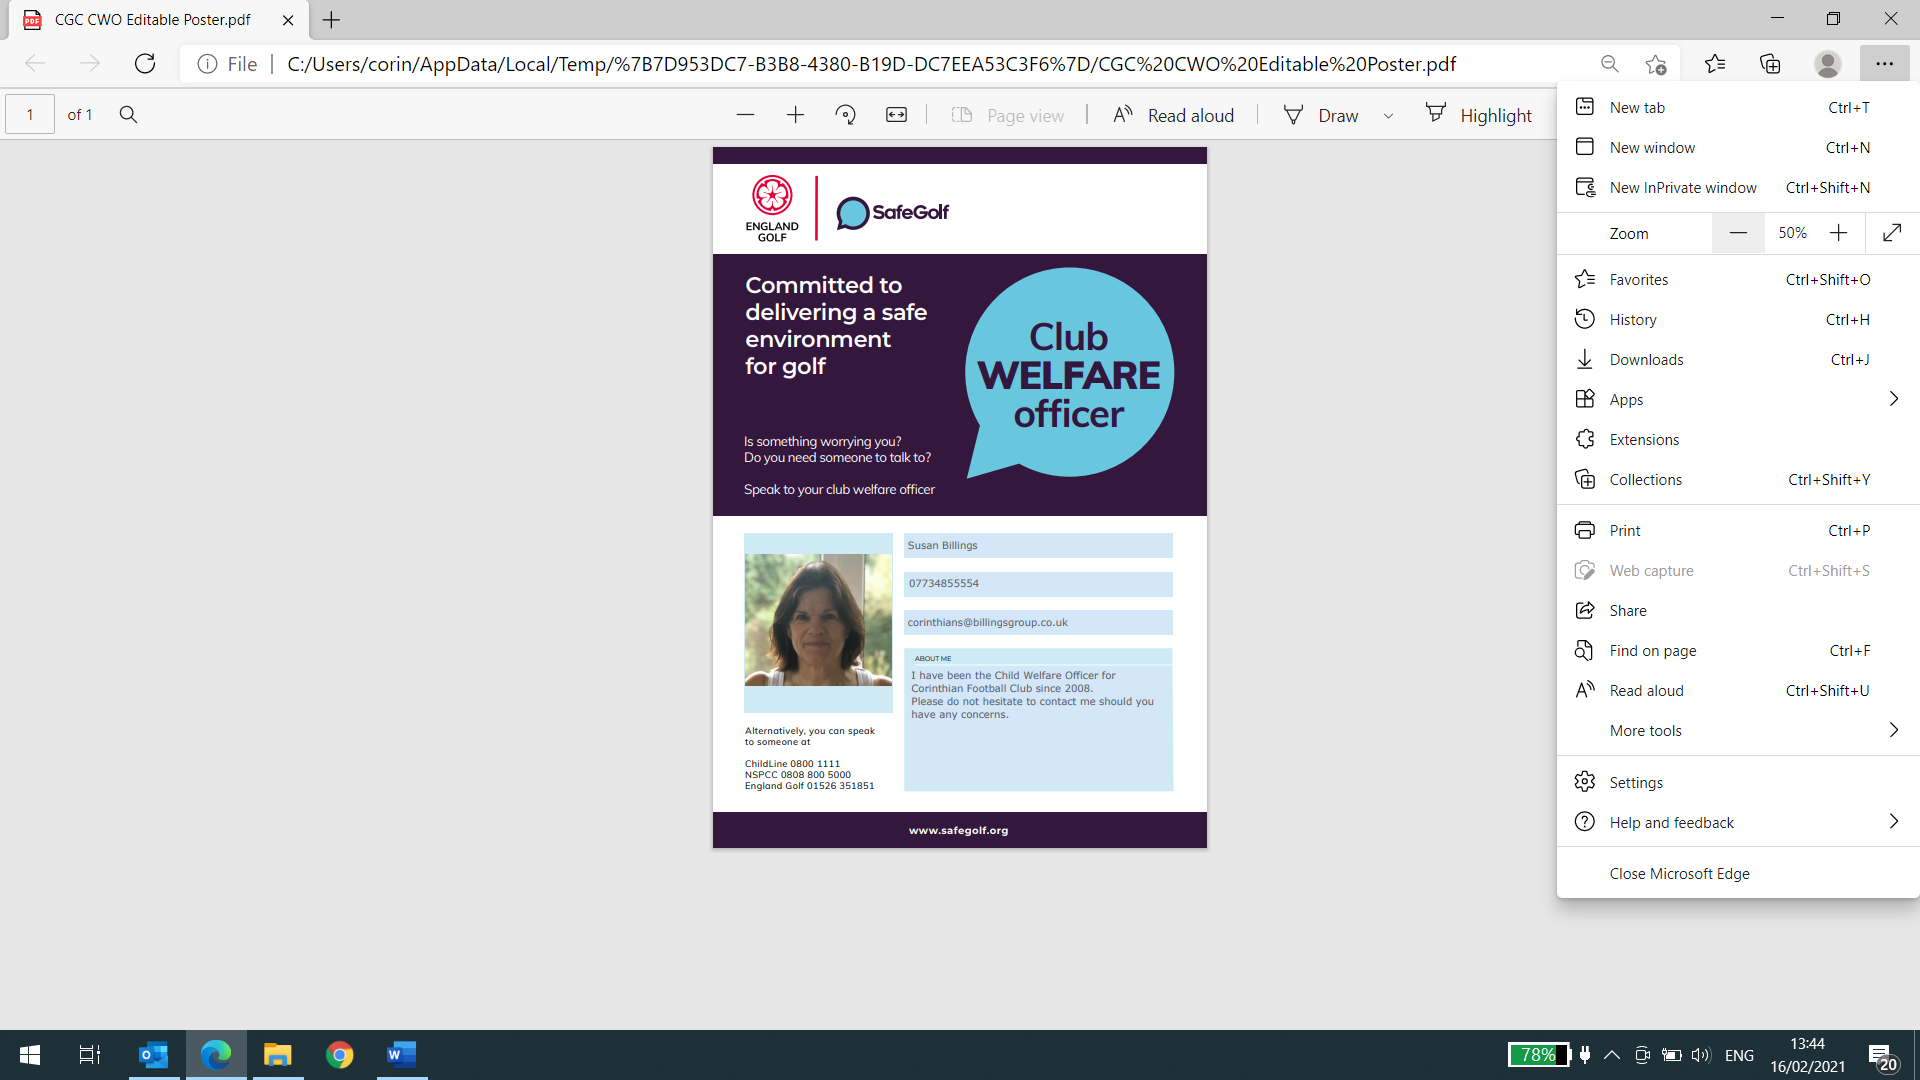 CGC CWO Editable Poster.pdf
File
C:/Users/corin/AppData/Local/Temp/%7B7D953DC7-B3B8-4380-B19D-DC7EEA53C3F6%7D/CGC%20CWO%20Editable%20Poster.pdf
1
of 1
Page view
Read aloud
Draw
Highlight
ENGLAND
GOLF
SafeGolf
Committed to
delivering a safe
environment
for golf
Club
WELFARE
officer
Is something worrying you?
Do you need someone to talk to?
Speak to your club welfare officer
Susan Billings
07734855554
corinthians@billingsgroup.co.uk
ABOUT ME
I have been the Child Welfare Officer for
Corinthian Football Club since 2008.
Please do not hesitate to contact me should you
have any concerns.
Alternatively, you can speak
to someone at
ChildLine 0800 1111
NSPCC 0808 800 5000
England Golf 01526 351851
www.safegolf.org
New tab Ctrl+T
New window Ctrl+N
New InPrivate window Ctrl+Shift+N
Zoom 50%
Favorites Ctrl+Shift+O
History Ctrl+H
Downloads Ctrl+J
Apps
Extensions
Collections Ctrl+Shift+Y
Print Ctrl+P
Web capture Ctrl+Shift+S
Share
Find on page Ctrl+F
Read aloud Ctrl+Shift+U
More tools
Settings
Help and feedback
Close Microsoft Edge
78%
ENG
13:44
16/02/2021
20